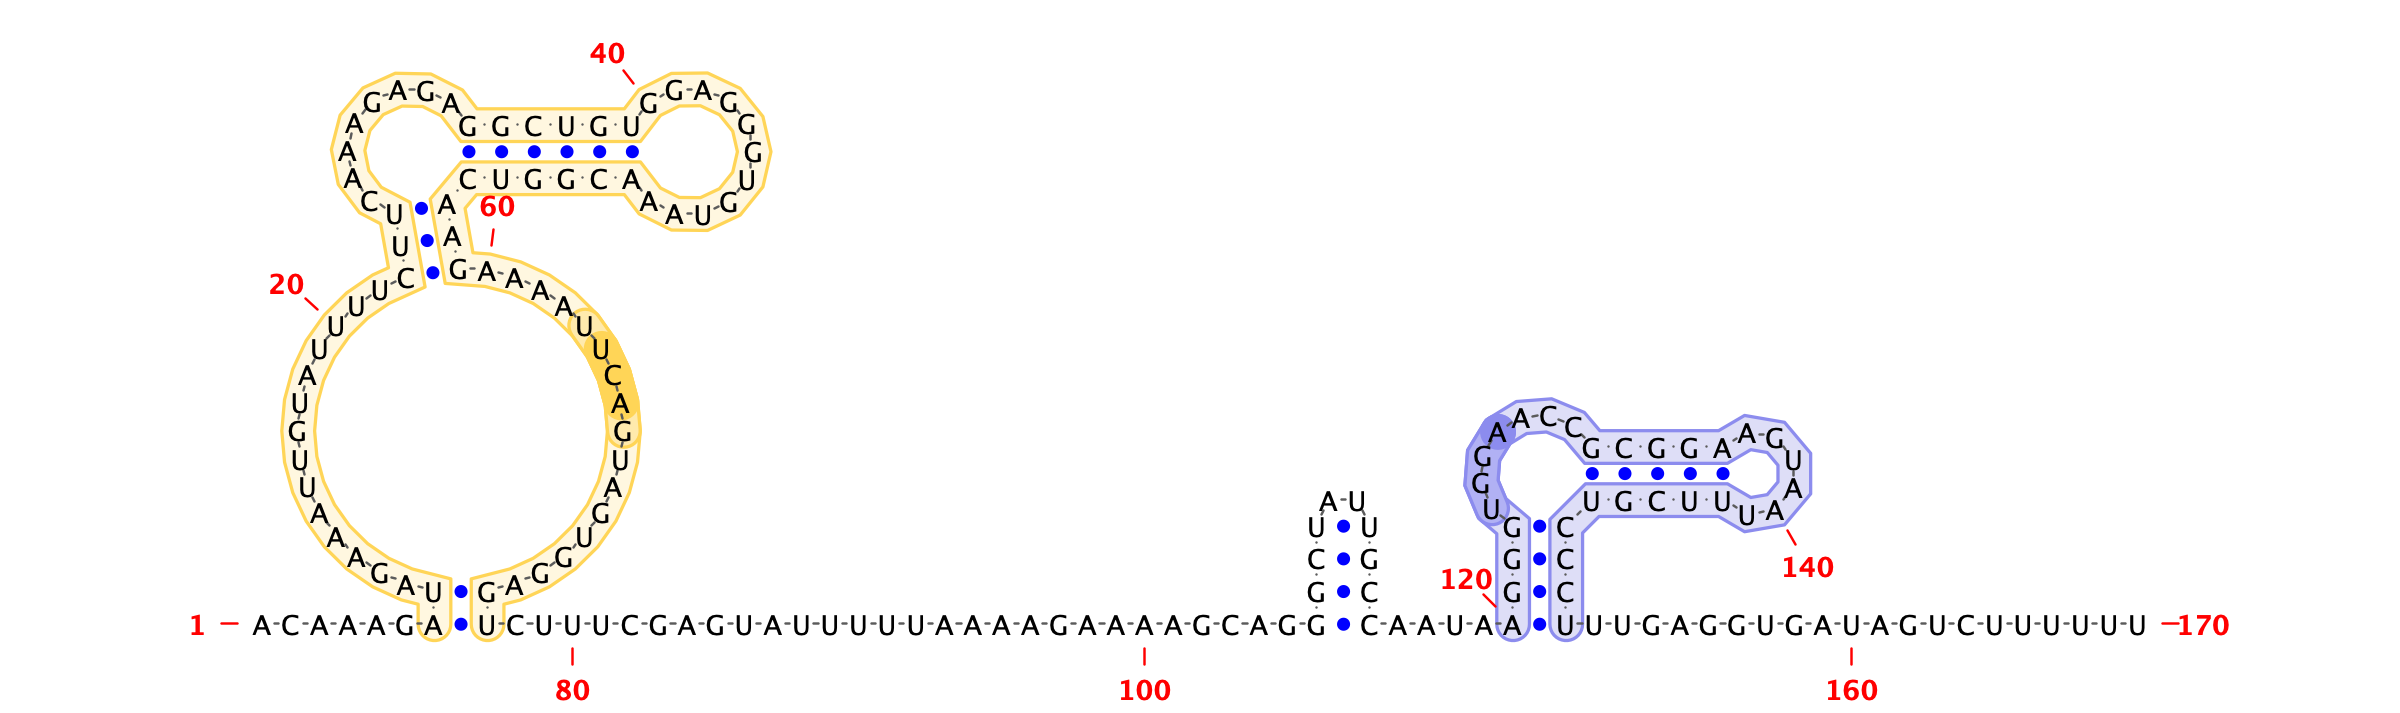 40
A G A G A A A C
G G C U G U
G G A G G G U G U A A
C U G G C A
U U C
A A G
60
20
U U U U A U G U U A A A G A U
A A A A U U C A G U A G U G G A G
1
A-C-A-A-A-G-A
U-C-U-U-U-C-G-A-G-U-A-U-U-U-U-U-A-A-A-A-G-A-A-A-A-G-C-A-G-G
80
100
G C U A-U U G C
C-A-A-U-A-A
120
G G G U G G A A C C
G C G G A
A G U A A U
U U C G U
140
C C C
U-U-U-G-A-G-G-U-G-A-U-A-G-U-C-U-U-U-U-U-U
160
170